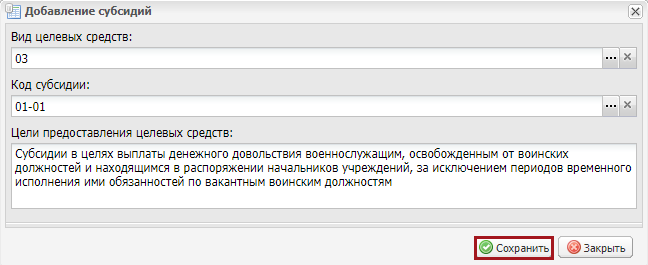 Добавление субсидий
Вид целевых средств:
03
Код субсидии:
01-01
Цели предоставления целевых средств:
Субсидии в целях выплаты денежного довольствия военнослужащим, освобожденным от воинских
должностей и находящимся в распоряжении начальников учреждений, за исключением периодов временного
исполнения ими обязанностей по вакантным воинским должностям
Сохранить Закрыть